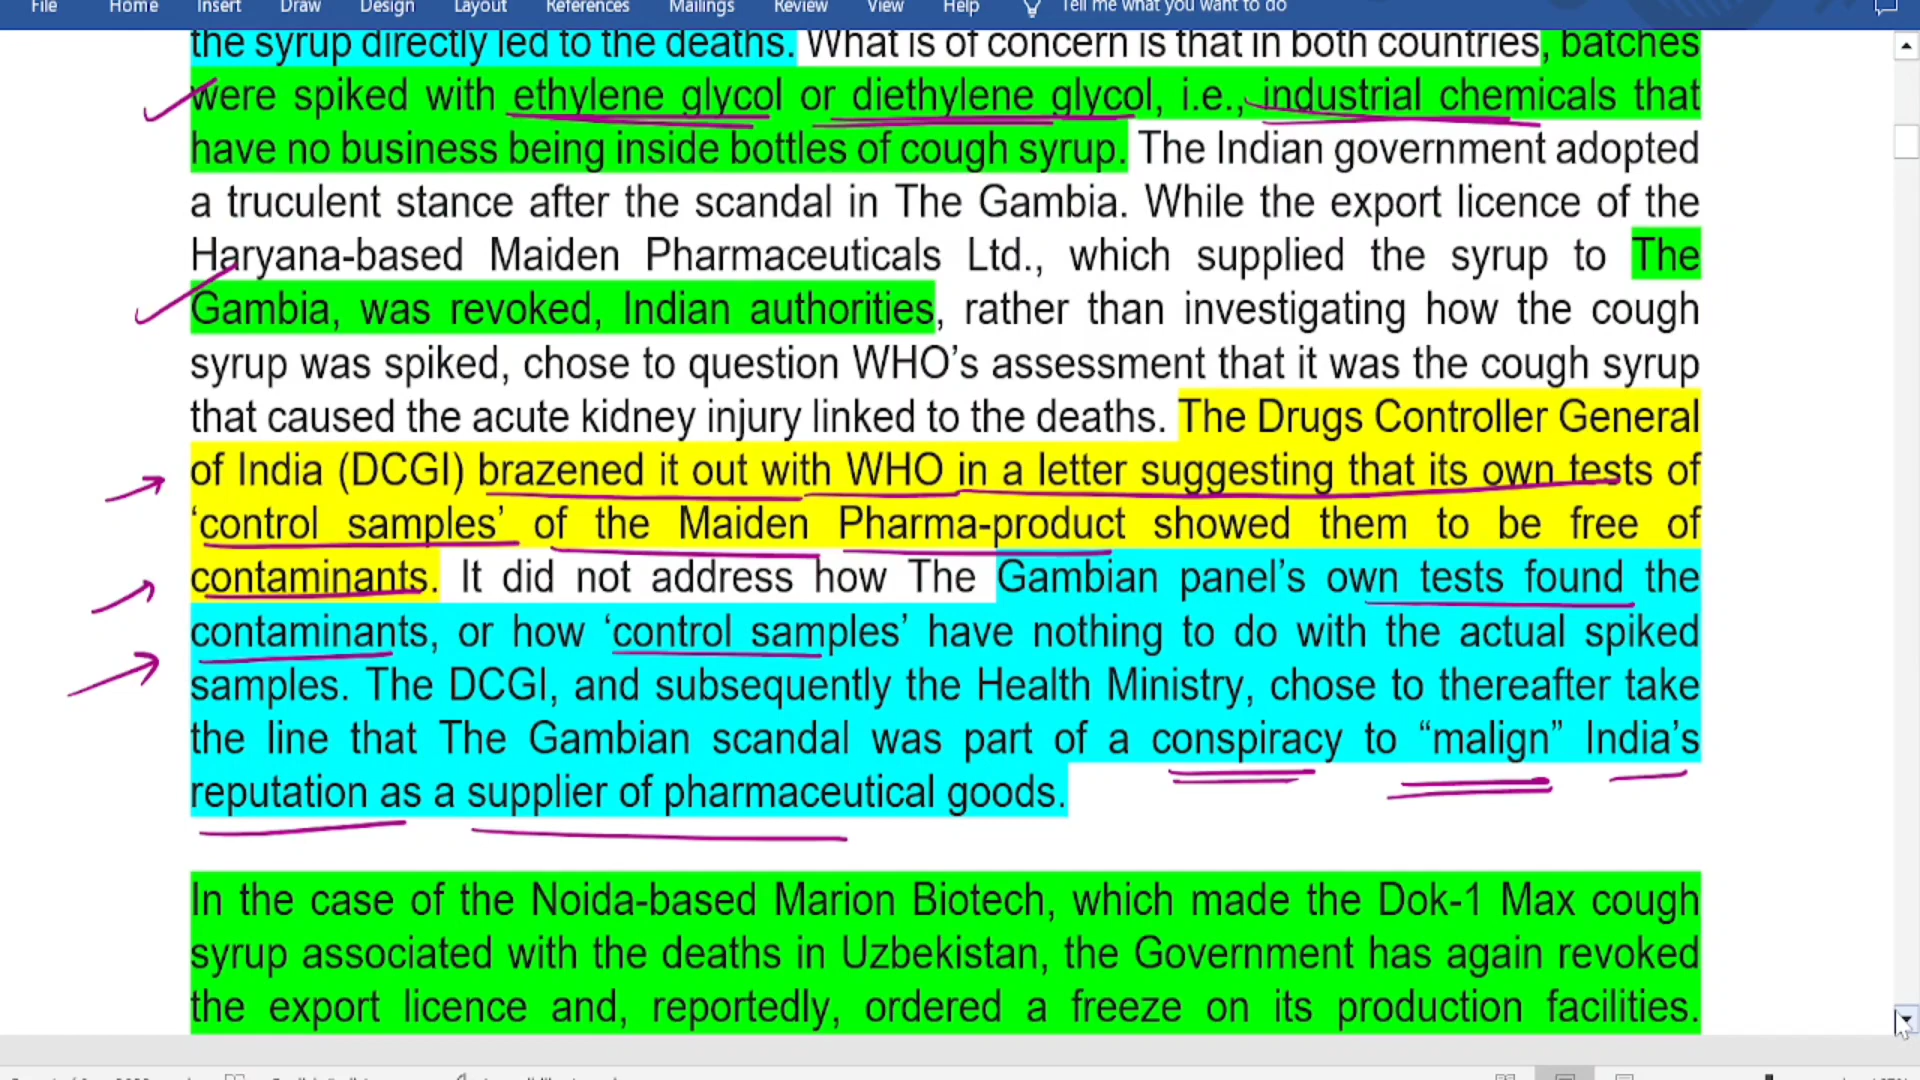 File Home Insert Draw Design Layout References Mailings Review View Help Tell me what you want to do
the syrup directly led to the deaths. What is of concern is that in both countries, batches
were spiked with ethylene glycol or diethylene glycol, i.e., industrial chemicals that
have no business being inside bottles of cough syrup. The Indian government adopted
a truculent stance after the scandal in The Gambia. While the export licence of the
Haryana-based Maiden Pharmaceuticals Ltd., which supplied the syrup to The
Gambia, was revoked, Indian authorities, rather than investigating how the cough
syrup was spiked, chose to question WHO’s assessment that it was the cough syrup
that caused the acute kidney injury linked to the deaths. The Drugs Controller General
of India (DCGI) brazened it out with WHO in a letter suggesting that its own tests of
‘control samples’ of the Maiden Pharma-product showed them to be free of
contaminants. It did not address how The Gambian panel’s own tests found the
contaminants, or how ‘control samples’ have nothing to do with the actual spiked
samples. The DCGI, and subsequently the Health Ministry, chose to thereafter take
the line that The Gambian scandal was part of a conspiracy to “malign” India’s
reputation as a supplier of pharmaceutical goods.
In the case of the Noida-based Marion Biotech, which made the Dok-1 Max cough
syrup associated with the deaths in Uzbekistan, the Government has again revoked
the export licence and, reportedly, ordered a freeze on its production facilities.